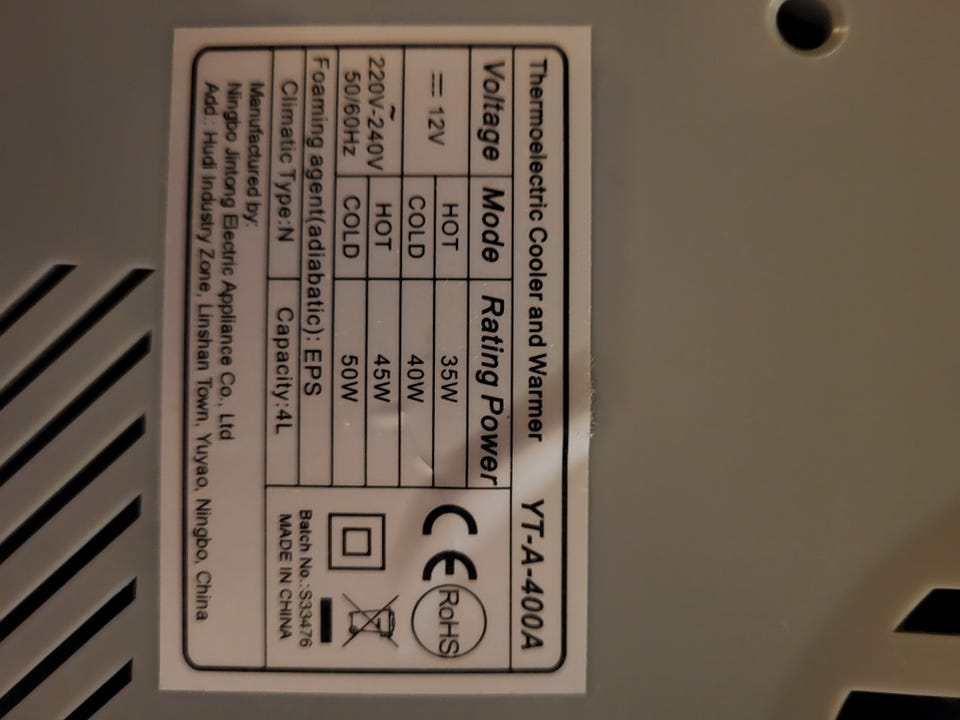 Thermoelectric Cooler and Warmer YT-A-400A
Voltage Mode Rating Power
12V HOT 35W
COLD 40W
220V-240V~ 50/60Hz HOT 45W
COLD 50W
Foaming agent(adiabatic): EPS
Climatic Type:N Capacity:4L
CE RoHS
Batch No.:S33476
MADE IN CHINA
Manufactured by:
Ningbo Jintong Electric Appliance Co., Ltd
Add.: Hudi Industry Zone, Linshan Town, Yuyao, Ningbo, China